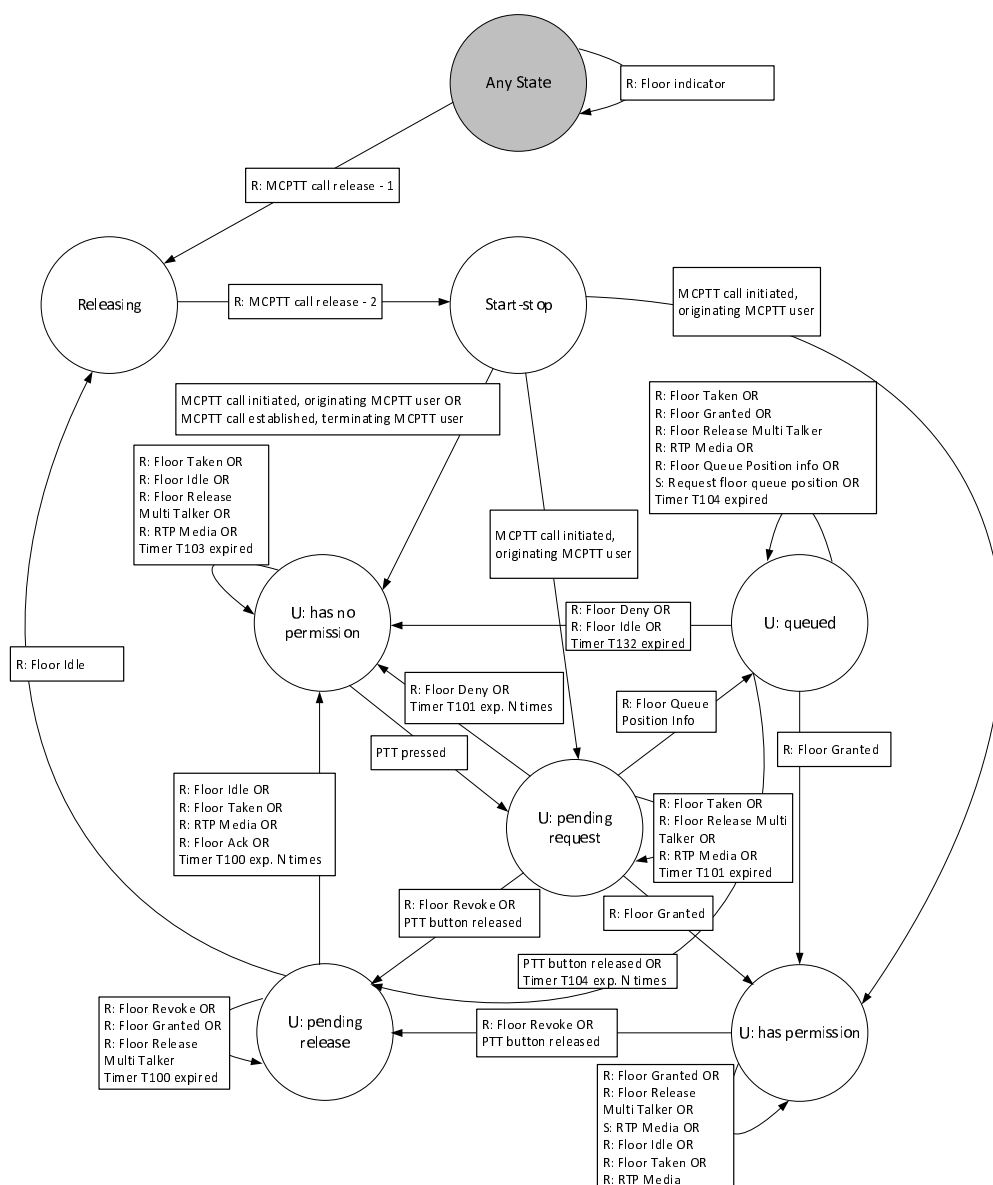 Any State
R: Floor indicator
R: MCPTT call release - 1
Releasing
R: MCPTT call release - 2
Start-stop
MCPTT call initiated,
originating MCPTT user
MCPTT call initiated, originating MCPTT user OR
MCPTT call established, terminating MCPTT user
R: Floor Taken OR
R: Floor Granted OR
R: Floor Release Multi Talker
R: RTP Media OR
R: Floor Queue Position info OR
S: Request floor queue position OR
Timer T104 expired
R: Floor Taken OR
R: Floor Idle OR
R: Floor Release
Multi Talker OR
R: RTP Media OR
Timer T103 expired
MCPTT call initiated,
originating MCPTT user
U: has no
permission
R: Floor Deny OR
R: Floor Idle OR
Timer T132 expired
U: queued
R: Floor Idle
R: Floor Deny OR
Timer T101 exp. N times
R: Floor Queue
Position Info
PTT pressed
R: Floor Granted
R: Floor Idle OR
R: Floor Taken OR
R: RTP Media OR
R: Floor Ack OR
Timer T100 exp. N times
U: pending
request
R: Floor Taken OR
R: Floor Release Multi
Talker OR
R: RTP Media OR
Timer T101 expired
R: Floor Revoke OR
PTT button released
R: Floor Granted
PTT button released OR
Timer T104 exp. N times
R: Floor Revoke OR
R: Floor Granted OR
R: Floor Release
Multi Talker
Timer T100 expired
U: pending
release
R: Floor Revoke OR
PTT button released
U: has permission
R: Floor Granted OR
R: Floor Release
Multi Talker OR
S: RTP Media OR
R: Floor Idle OR
R: Floor Taken OR
R: RTP Media